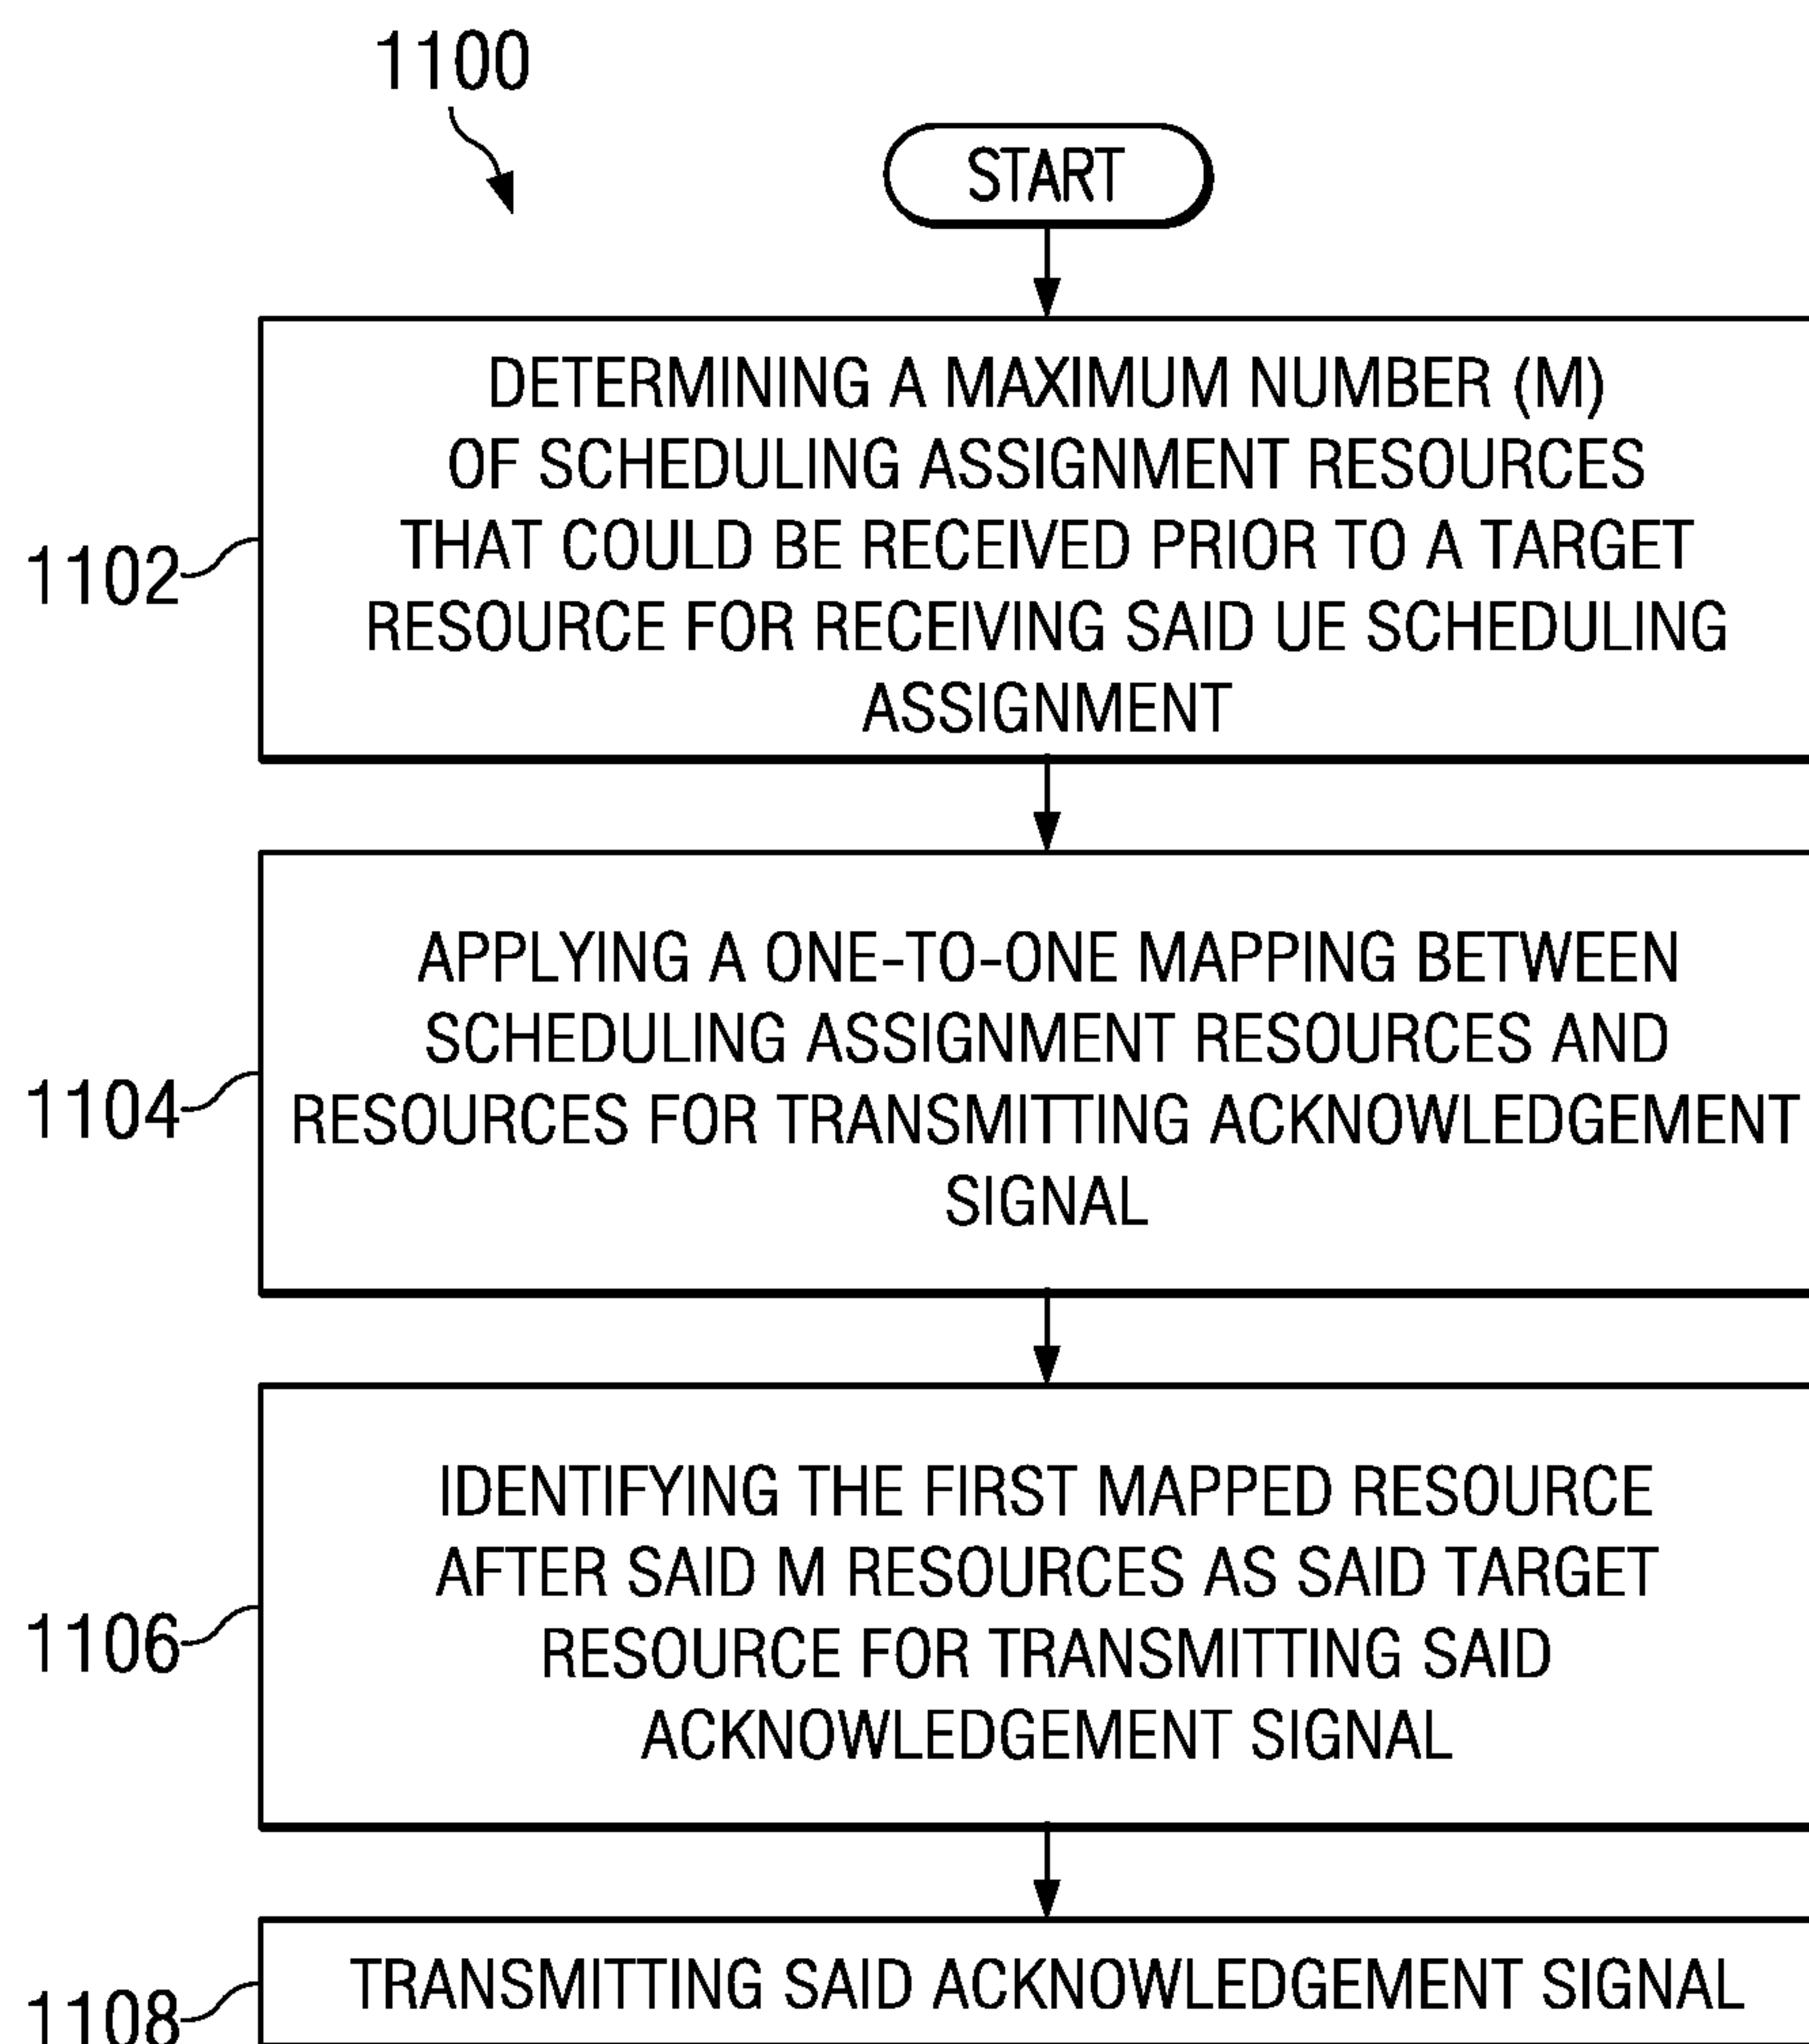 1100
START
DETERMINING A MAXIMUM NUMBER (M)
OF SCHEDULING ASSIGNMENT RESOURCES
THAT COULD BE RECEIVED PRIOR TO A TARGET
RESOURCE FOR RECEIVING SAID UE SCHEDULING
ASSIGNMENT
1102
APPLYING A ONE-TO-ONE MAPPING BETWEEN
SCHEDULING ASSIGNMENT RESOURCES AND
RESOURCES FOR TRANSMITTING ACKNOWLEDGEMENT
SIGNAL
1104
IDENTIFYING THE FIRST MAPPED RESOURCE
AFTER SAID M RESOURCES AS SAID TARGET
RESOURCE FOR TRANSMITTING SAID
ACKNOWLEDGEMENT SIGNAL
1106
TRANSMITTING SAID ACKNOWLEDGEMENT SIGNAL
1108